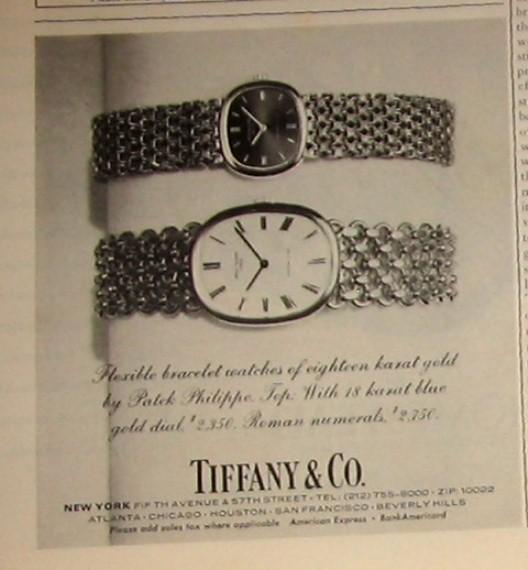 Flexible bracelet watches of eighteen karat gold
by Patek Philippe. Top: With 18 karat blue
gold dial, $2,350. Roman numerals, $2,750.
TIFFANY & CO.
NEW YORK FIFTH AVENUE & 57TH STREET • TEL: (212) 755-8000 • ZIP: 10022
ATLANTA • CHICAGO • HOUSTON • SAN FRANCISCO • BEVERLY HILLS
Please add sales tax where applicable American Express • BankAmericard